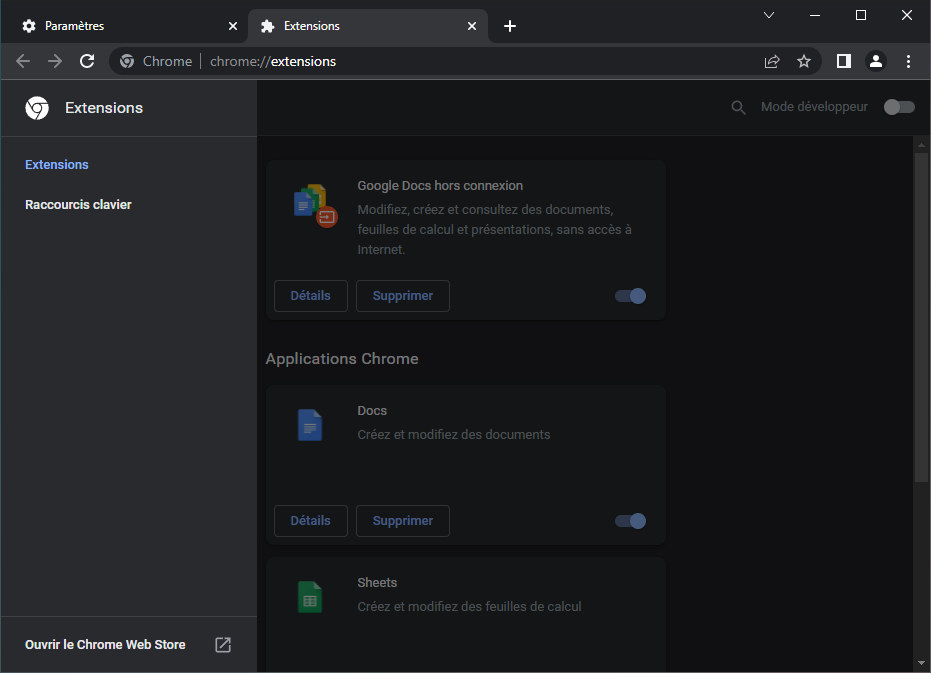 Paramètres
Extensions
Chrome
chrome://extensions
Extensions
Mode développeur
Extensions
Raccourcis clavier
Google Docs hors connexion
Modifiez, créez et consultez des documents,
feuilles de calcul et présentations, sans accès à
Internet.
Détails
Supprimer
Applications Chrome
Docs
Créez et modifiez des documents
Détails
Supprimer
Sheets
Créez et modifiez des feuilles de calcul
Ouvrir le Chrome Web Store